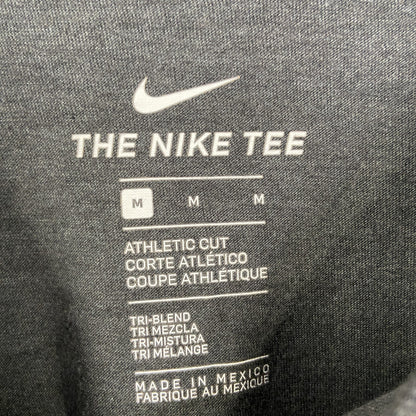 THE NIKE TEE
M M M
ATHLETIC CUT
CORTE ATLÉTICO
COUPE ATHLÉTIQUE
TRI-BLEND
TRI MEZCLA
TRI-MISTURA
TRI MÉLANGE
MADE IN MEXICO
FABRIQUÉ AU MEXIQUE